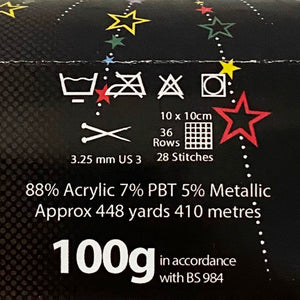 10 x 10cm
36
Rows
3.25 mm US 3
28 Stitches
88% Acrylic 7% PBT 5% Metallic
Approx 448 yards 410 metres
100g
in accordance
with BS 984